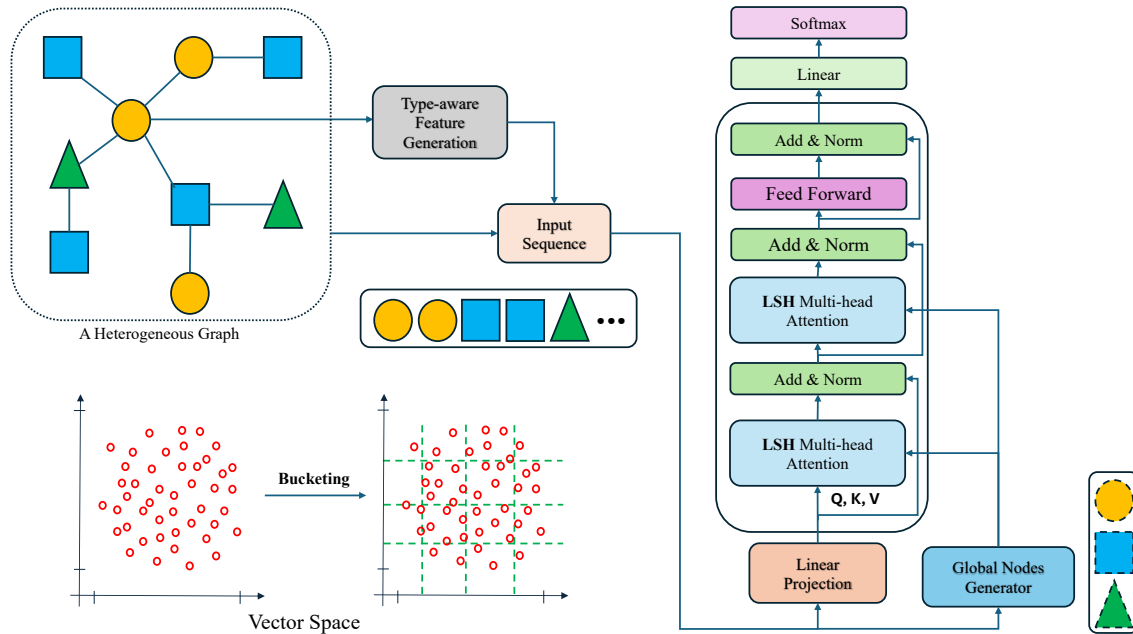 A Heterogeneous Graph
Type-aware
Feature
Generation
Input
Sequence
Bucketing
Vector Space
Softmax
Linear
Add & Norm
Feed Forward
Add & Norm
LSH Multi-head
Attention
Add & Norm
LSH Multi-head
Attention
Q, K, V
Linear
Projection
Global Nodes
Generator